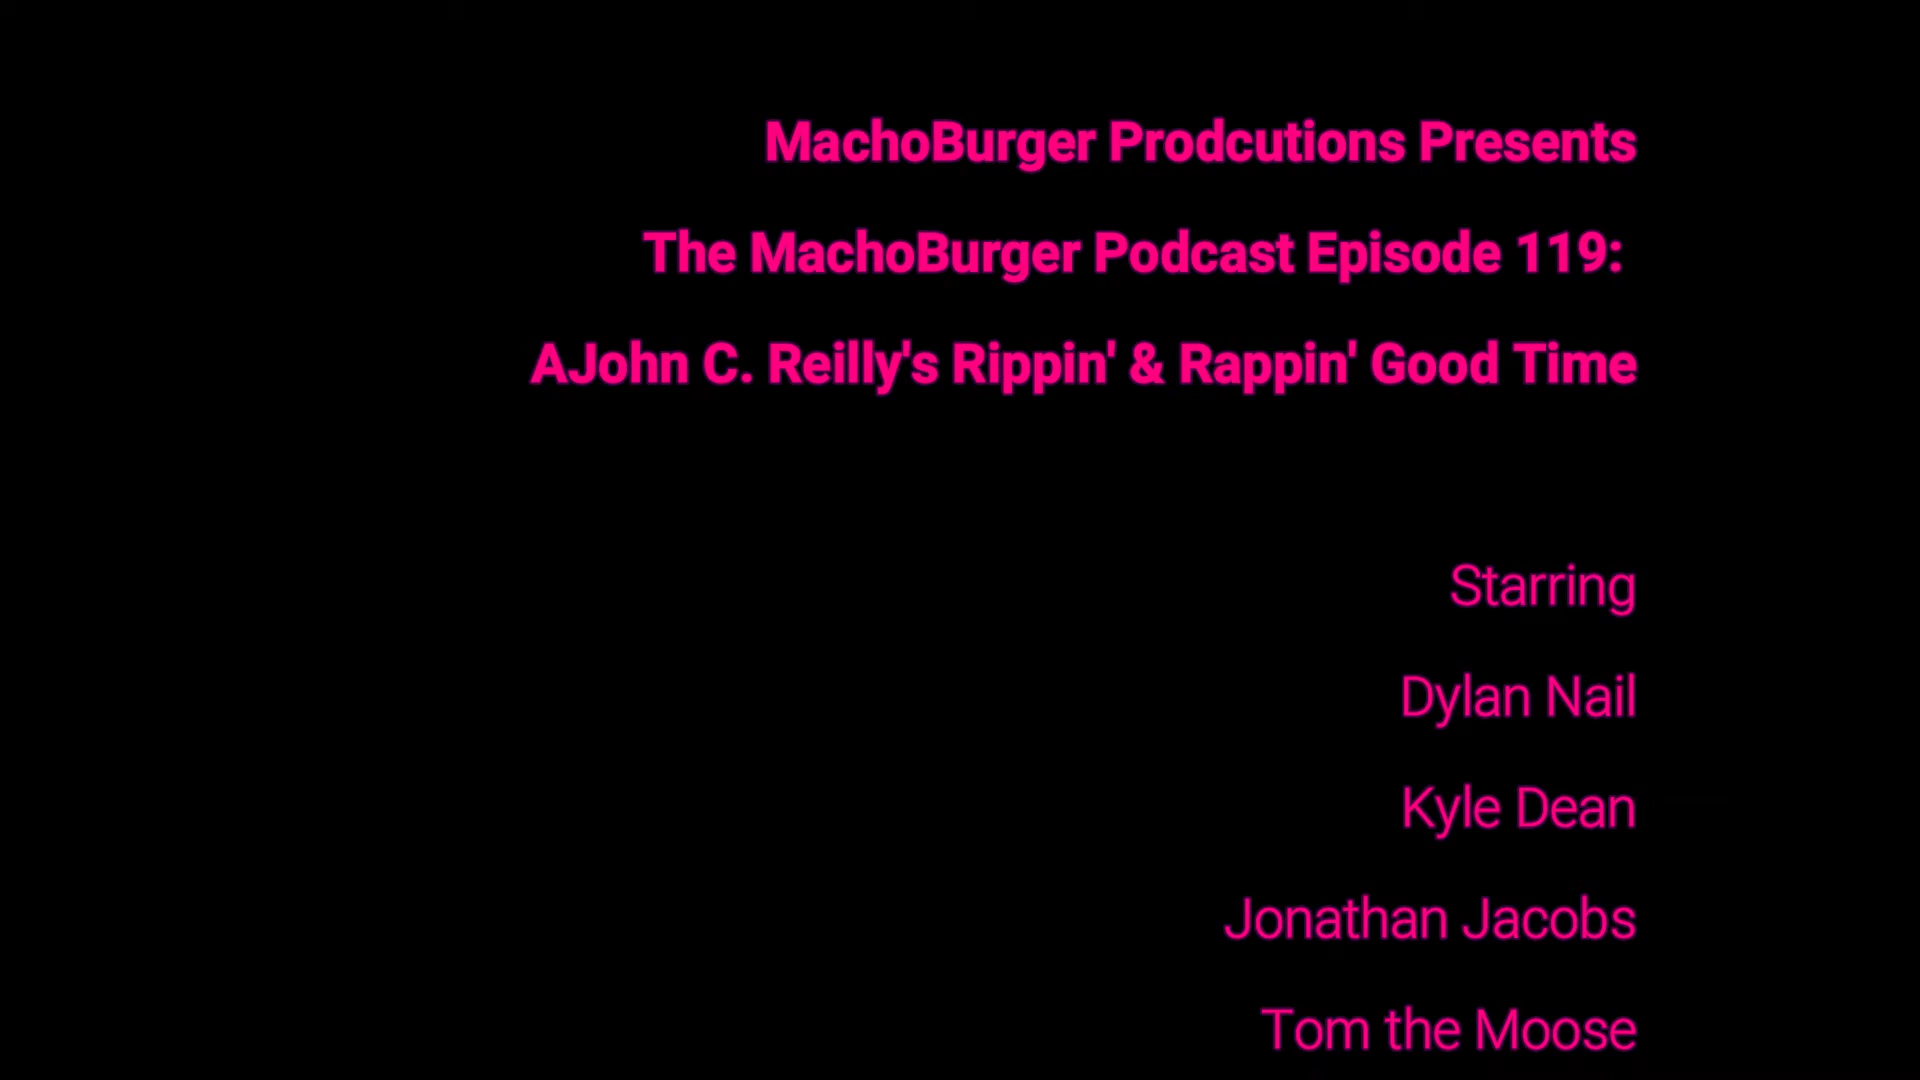 MachoBurger Prodcutions Presents
The MachoBurger Podcast Episode 119:
AJohn C. Reilly's Rippin' & Rappin' Good Time
Starring
Dylan Nail
Kyle Dean
Jonathan Jacobs
Tom the Moose